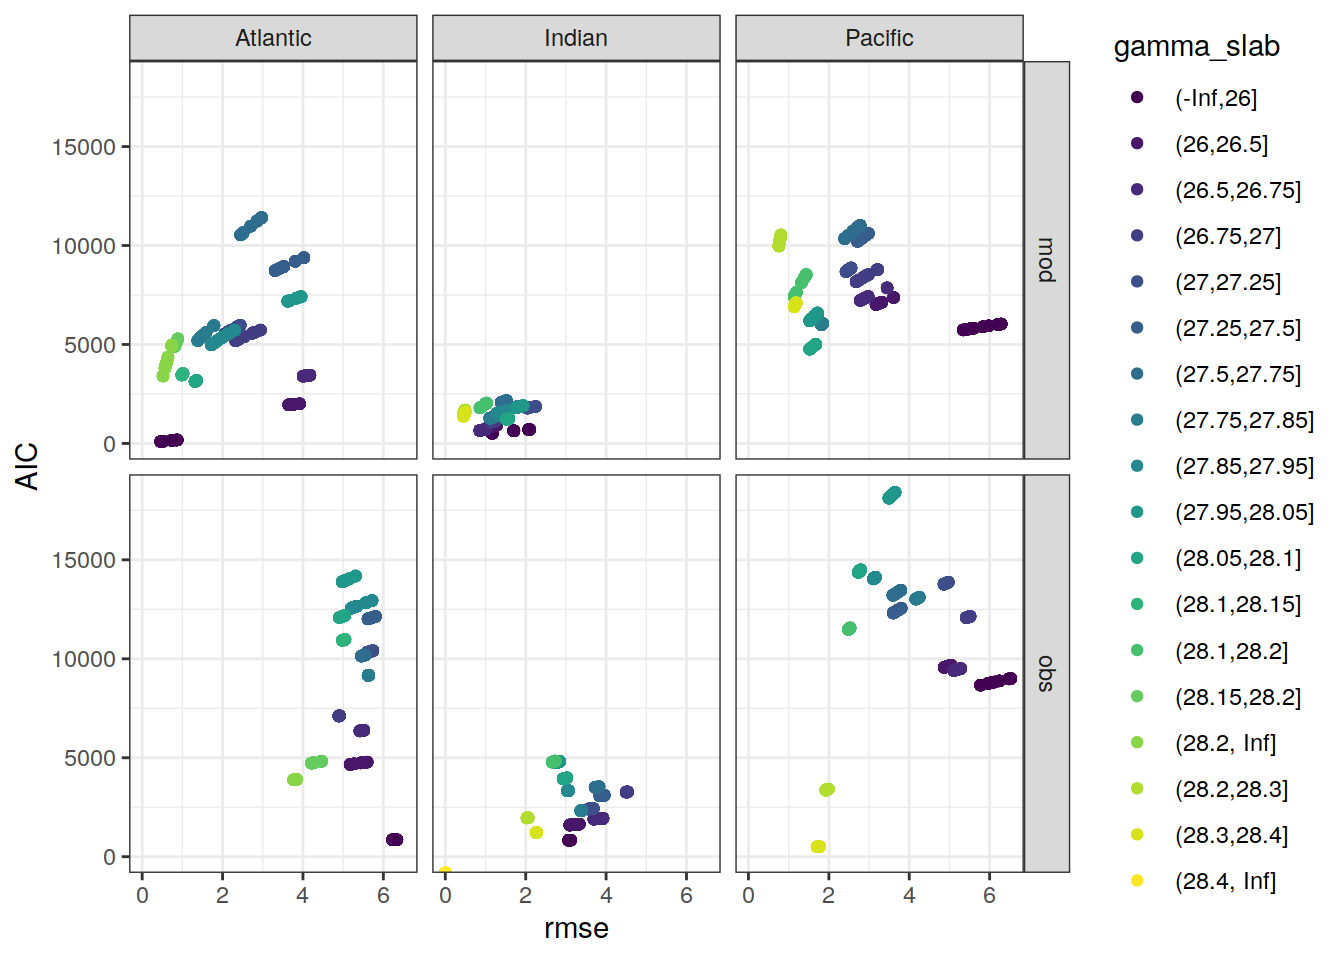 Atlantic Indian Pacific
gamma_slab
(-Inf,26]
(26,26.5]
(26.5,26.75]
(26.75,27]
(27,27.25]
(27.25,27.5]
(27.5,27.75]
(27.75,27.85]
(27.85,27.95]
(27.95,28.05]
(28.05,28.1]
(28.1,28.15]
(28.1,28.2]
(28.15,28.2]
(28.2, Inf]
(28.2,28.3]
(28.3,28.4]
(28.4, Inf]
15000
10000
5000
0
mod
AIC
15000
10000
5000
0
obs
0 2 4 6 0 2 4 6 0 2 4 6
rmse